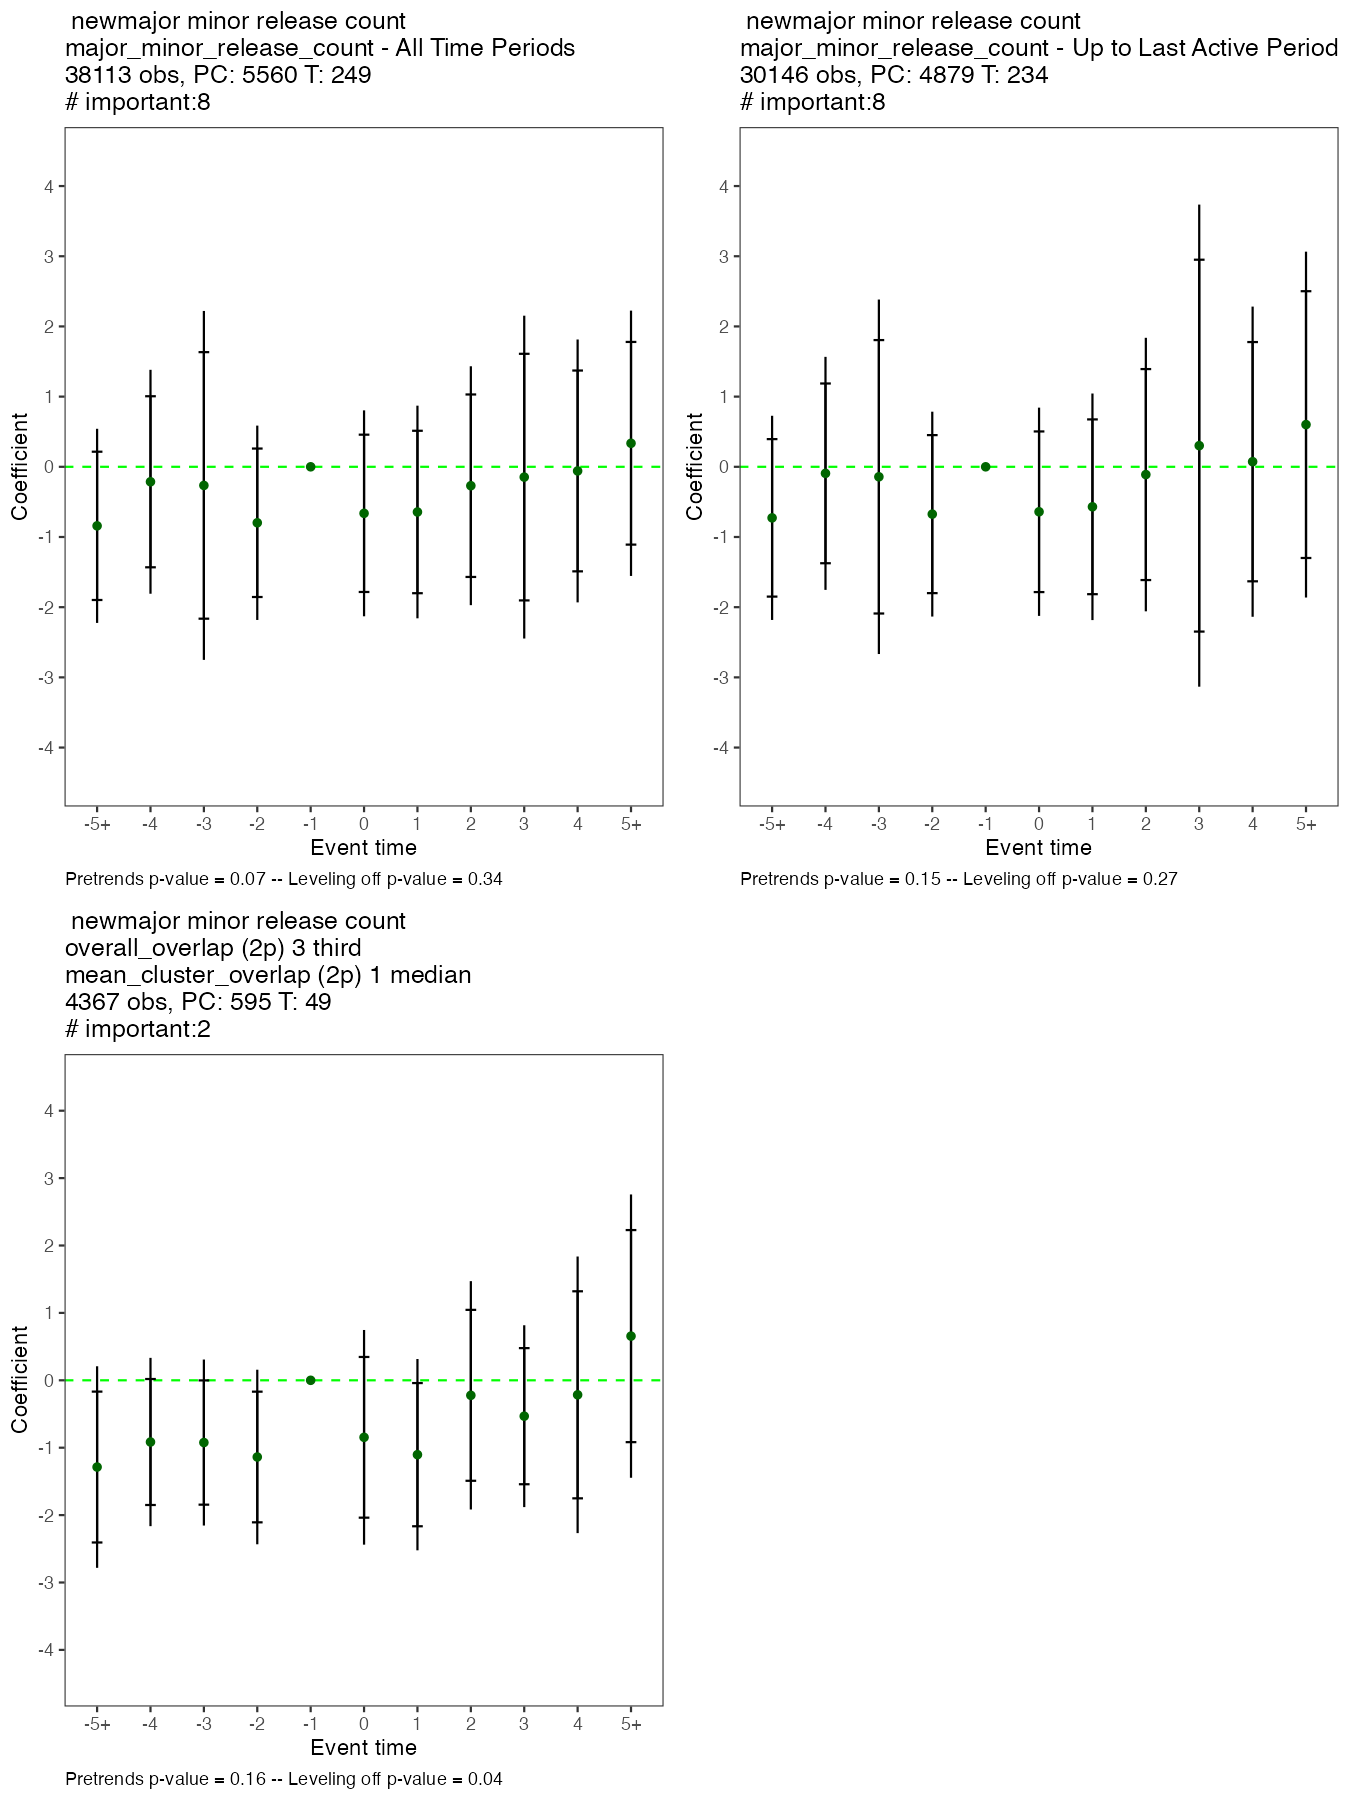 newmajor minor release count
major_minor_release_count - All Time Periods
38113 obs, PC: 5560 T: 249
# important:8
4
3
2
1
0
-1
-2
-3
-4
Coefficient
-5+ -4 -3 -2 -1 0 1 2 3 4 5+
Event time
Pretrends p-value = 0.07 -- Leveling off p-value = 0.34
newmajor minor release count
major_minor_release_count - Up to Last Active Period
30146 obs, PC: 4879 T: 234
# important:8
4
3
2
1
0
-1
-2
-3
-4
Coefficient
-5+ -4 -3 -2 -1 0 1 2 3 4 5+
Event time
Pretrends p-value = 0.15 -- Leveling off p-value = 0.27
newmajor minor release count
overall_overlap (2p) 3 third
mean_cluster_overlap (2p) 1 median
4367 obs, PC: 595 T: 49
# important:2
4
3
2
1
0
-1
-2
-3
-4
Coefficient
-5+ -4 -3 -2 -1 0 1 2 3 4 5+
Event time
Pretrends p-value = 0.16 -- Leveling off p-value = 0.04